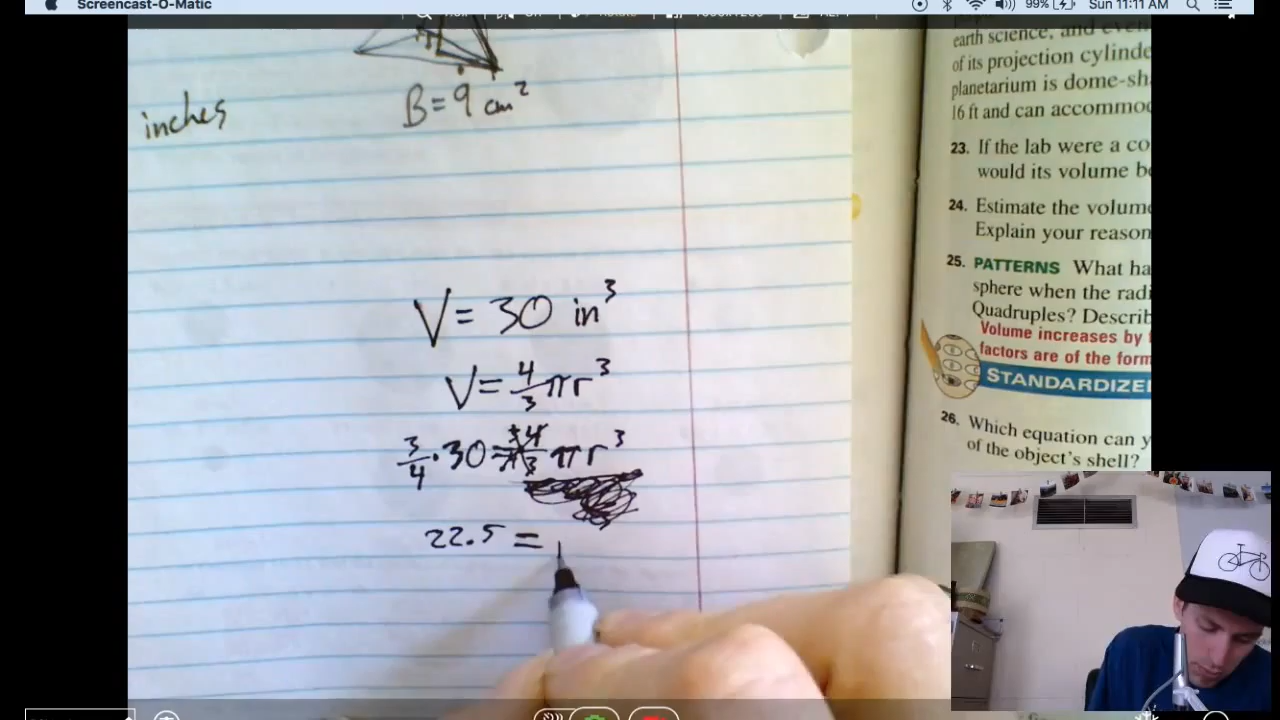 Screencast-O-Matic
99%
Sun 11:11 AM
B = 9 cm²
inches
V = 30 in³
V = 4/3 πr³
3/4 · 30 = 4/3 πr³
22.5 =
earth science, and
of its projection cylinde
planetarium is dome-sh
16 ft and can accommo
23. If the lab were a co
would its volume b
24. Estimate the volume
Explain your reason
25. PATTERNS What ha
sphere when the radi
Quadruples? Describ
Volume increases by
factors are of the form
STANDARDIZE
26. Which equation can y
of the object's shell?